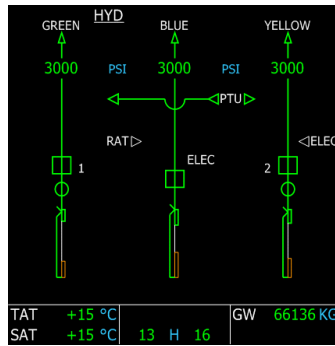 HYD
GREEN BLUE YELLOW
3000 PSI 3000 PSI 3000
PTU
RAT ELEC
ELEC
1 2
TAT +15 °C GW 66136 KG
SAT +15 °C 13 H 16